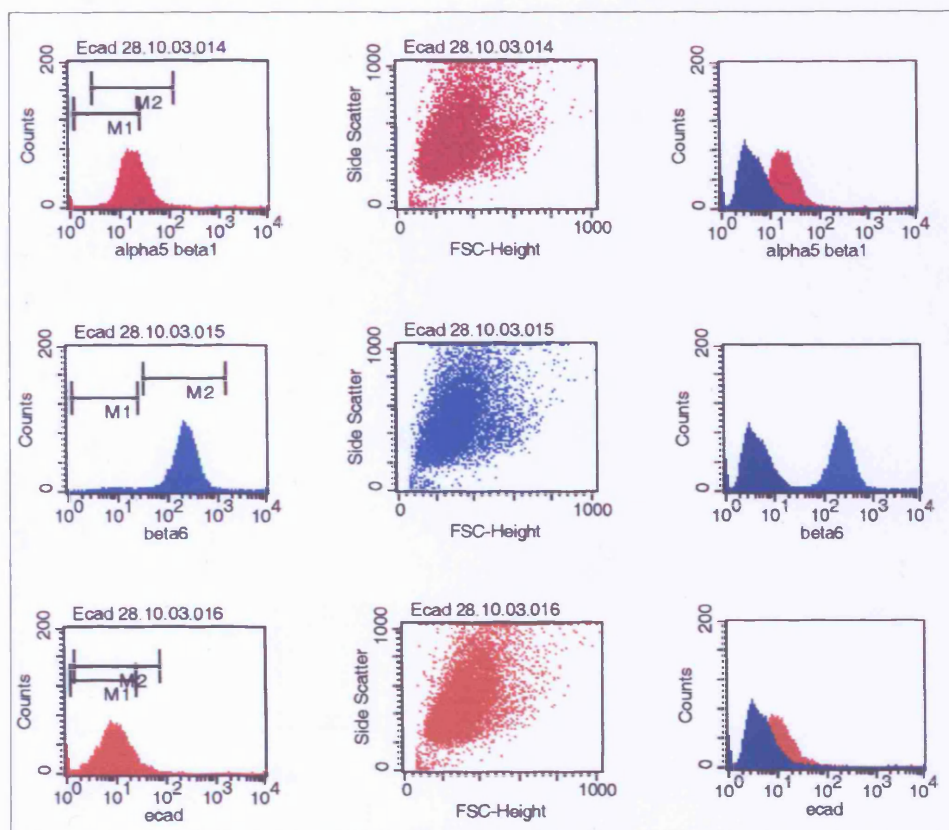 Ecad 28.10.03.014
200
Counts
0
M1
M2
10^0 10^1 10^2 10^3 10^4
alpha5 beta1
Ecad 28.10.03.014
1000
Side Scatter
0
0 1000
FSC-Height
200
Counts
0
10^0 10^1 10^2 10^3 10^4
alpha5 beta1
Ecad 28.10.03.015
200
Counts
0
M1
M2
10^0 10^1 10^2 10^3 10^4
beta6
Ecad 28.10.03.015
1000
Side Scatter
0
0 1000
FSC-Height
200
Counts
0
10^0 10^1 10^2 10^3 10^4
beta6
Ecad 28.10.03.016
200
Counts
0
M1
M2
10^0 10^1 10^2 10^3 10^4
ecad
Ecad 28.10.03.016
1000
Side Scatter
0
0 1000
FSC-Height
200
Counts
0
10^0 10^1 10^2 10^3 10^4
ecad